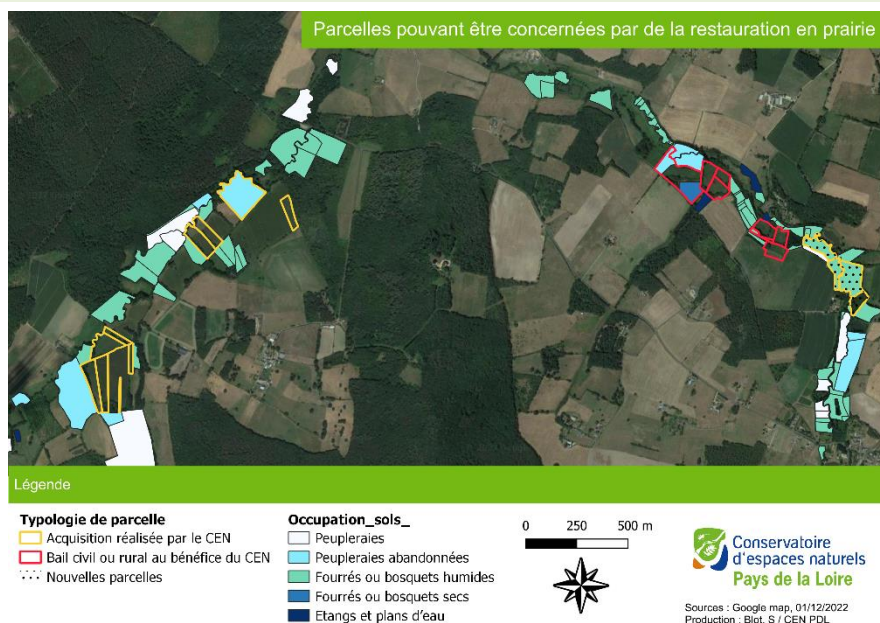 Parcelles pouvant être concernées par de la restauration en prairie
Légende
Typologie de parcelle
Acquisition réalisée par le CEN
Bail civil ou rural au bénéfice du CEN
Nouvelles parcelles
Occupation_sols_
Peupleraies
Peupleraies abandonnées
Fourrés ou bosquets humides
Fourrés ou bosquets secs
Etangs et plans d'eau
0 250 500 m
Conservatoire
d'espaces naturels
Pays de la Loire
Sources : Google map, 01/12/2022
Production : Blot. S / CEN PDL